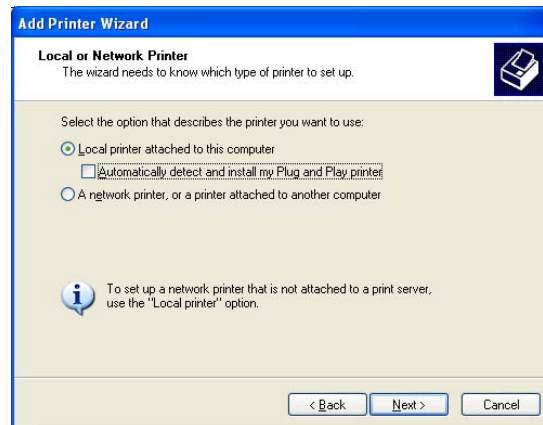 Add Printer Wizard
Local or Network Printer
The wizard needs to know which type of printer to set up.
Select the option that describes the printer you want to use:
Local printer attached to this computer
Automatically detect and install my Plug and Play printer
A network printer, or a printer attached to another computer
To set up a network printer that is not attached to a print server,
use the "Local printer" option.
< Back
Next >
Cancel